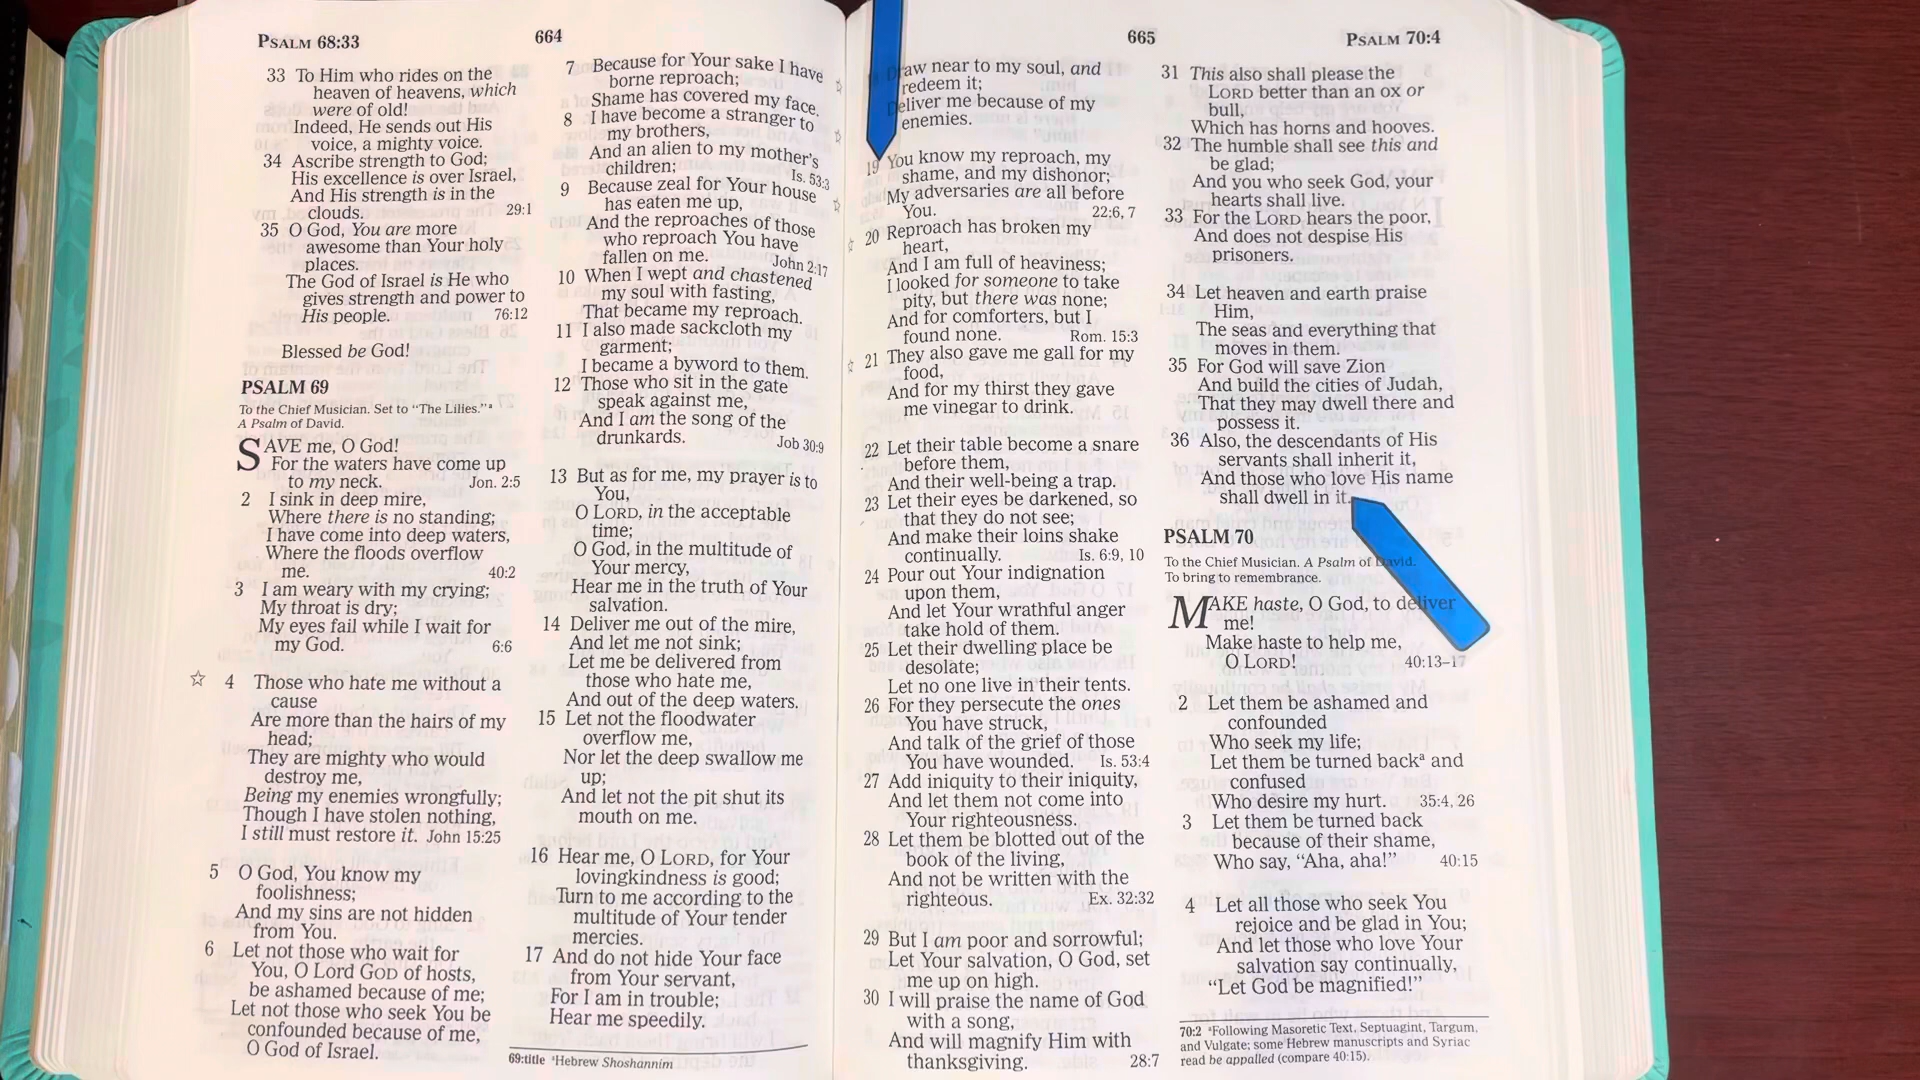 PSALM 68:33
664
33 To Him who rides on the
heaven of heavens, which
were of old!
Indeed, He sends out His
voice, a mighty voice.
34 Ascribe strength to God;
His excellence is over Israel,
And His strength is in the
clouds. 29:1
35 O God, You are more
awesome than Your holy
places.
The God of Israel is He who
gives strength and power to
His people. 76:12
Blessed be God!
PSALM 69
To the Chief Musician. Set to “The Lilies.”ᵃ
A Psalm of David.
SAVE me, O God!
For the waters have come up
to my neck. Jon. 2:5
2 I sink in deep mire,
Where there is no standing;
I have come into deep waters,
Where the floods overflow
me. 40:2
3 I am weary with my crying;
My throat is dry;
My eyes fail while I wait for
my God. 6:6
☆ 4 Those who hate me without a
cause
Are more than the hairs of my
head;
They are mighty who would
destroy me,
Being my enemies wrongfully;
Though I have stolen nothing,
I still must restore it. John 15:25
5 O God, You know my
foolishness;
And my sins are not hidden
from You.
6 Let not those who wait for
You, O Lord GOD of hosts,
be ashamed because of me;
Let not those who seek You be
confounded because of me,
O God of Israel.
7 Because for Your sake I have
borne reproach;
Shame has covered my face.
☆ 8 I have become a stranger to
my brothers,
And an alien to my mother's
children; Is. 53:3
☆ 9 Because zeal for Your house
has eaten me up,
And the reproaches of those
who reproach You have
fallen on me. John 2:17
10 When I wept and chastened
my soul with fasting,
That became my reproach.
11 I also made sackcloth my
garment;
I became a byword to them.
12 Those who sit in the gate
speak against me,
And I am the song of the
drunkards. Job 30:9
13 But as for me, my prayer is to
You,
O LORD, in the acceptable
time;
O God, in the multitude of
Your mercy,
Hear me in the truth of Your
salvation.
14 Deliver me out of the mire,
And let me not sink;
Let me be delivered from
those who hate me,
And out of the deep waters.
15 Let not the floodwater
overflow me,
Nor let the deep swallow me
up;
And let not the pit shut its
mouth on me.
16 Hear me, O LORD, for Your
lovingkindness is good;
Turn to me according to the
multitude of Your tender
mercies.
17 And do not hide Your face
from Your servant,
For I am in trouble;
Hear me speedily.
69:title ᵃHebrew Shoshannim
665
PSALM 70:4
Draw near to my soul, and
redeem it;
Deliver me because of my
enemies.
19 You know my reproach, my
shame, and my dishonor;
My adversaries are all before
You. 22:6, 7
☆ 20 Reproach has broken my
heart,
And I am full of heaviness;
I looked for someone to take
pity, but there was none;
And for comforters, but I
found none. Rom. 15:3
☆ 21 They also gave me gall for my
food,
And for my thirst they gave
me vinegar to drink.
22 Let their table become a snare
before them,
And their well-being a trap.
23 Let their eyes be darkened, so
that they do not see;
And make their loins shake
continually. Is. 6:9, 10
24 Pour out Your indignation
upon them,
And let Your wrathful anger
take hold of them.
25 Let their dwelling place be
desolate;
Let no one live in their tents.
26 For they persecute the ones
You have struck,
And talk of the grief of those
You have wounded. Is. 53:4
27 Add iniquity to their iniquity,
And let them not come into
Your righteousness.
28 Let them be blotted out of the
book of the living,
And not be written with the
righteous. Ex. 32:32
29 But I am poor and sorrowful;
Let Your salvation, O God, set
me up on high.
30 I will praise the name of God
with a song,
And will magnify Him with
thanksgiving. 28:7
31 This also shall please the
LORD better than an ox or
bull,
Which has horns and hooves.
32 The humble shall see this and
be glad;
And you who seek God, your
hearts shall live.
33 For the LORD hears the poor,
And does not despise His
prisoners.
34 Let heaven and earth praise
Him,
The seas and everything that
moves in them.
35 For God will save Zion
And build the cities of Judah,
That they may dwell there and
possess it.
36 Also, the descendants of His
servants shall inherit it,
And those who love His name
shall dwell in it.
PSALM 70
To the Chief Musician. A Psalm of David.
To bring to remembrance.
MAKE haste, O God, to deliver
me!
Make haste to help me,
O LORD! 40:13–17
2 Let them be ashamed and
confounded
Who seek my life;
Let them be turned backᵃ and
confused
Who desire my hurt. 35:4, 26
3 Let them be turned back
because of their shame,
Who say, “Aha, aha!” 40:15
4 Let all those who seek You
rejoice and be glad in You;
And let those who love Your
salvation say continually,
“Let God be magnified!”
70:2 ᵃFollowing Masoretic Text, Septuagint, Targum,
and Vulgate; some Hebrew manuscripts and Syriac
read be appalled (compare 40:15).